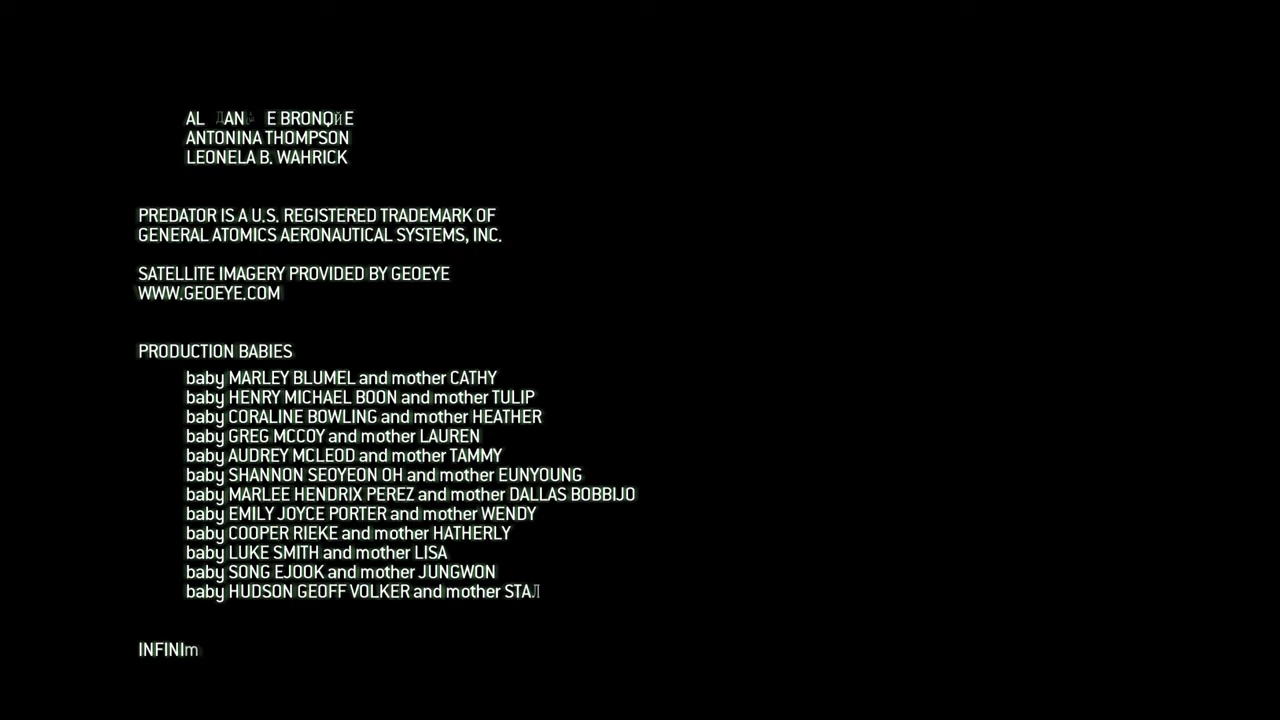 ANTONINA THOMPSON
LEONELA B. WAHRICK
PREDATOR IS A U.S. REGISTERED TRADEMARK OF
GENERAL ATOMICS AERONAUTICAL SYSTEMS, INC.
SATELLITE IMAGERY PROVIDED BY GEOEYE
WWW.GEOEYE.COM
PRODUCTION BABIES
baby MARLEY BLUMEL and mother CATHY
baby HENRY MICHAEL BOON and mother TULIP
baby CORALINE BOWLING and mother HEATHER
baby GREG MCCOY and mother LAUREN
baby AUDREY MCLEOD and mother TAMMY
baby SHANNON SEOYEON OH and mother EUNYOUNG
baby MARLEE HENDRIX PEREZ and mother DALLAS BOBBIJO
baby EMILY JOYCE PORTER and mother WENDY
baby COOPER RIEKE and mother HATHERLY
baby LUKE SMITH and mother LISA
baby SONG EJOOK and mother JUNGWON
baby HUDSON GEOFF VOLKER and mother